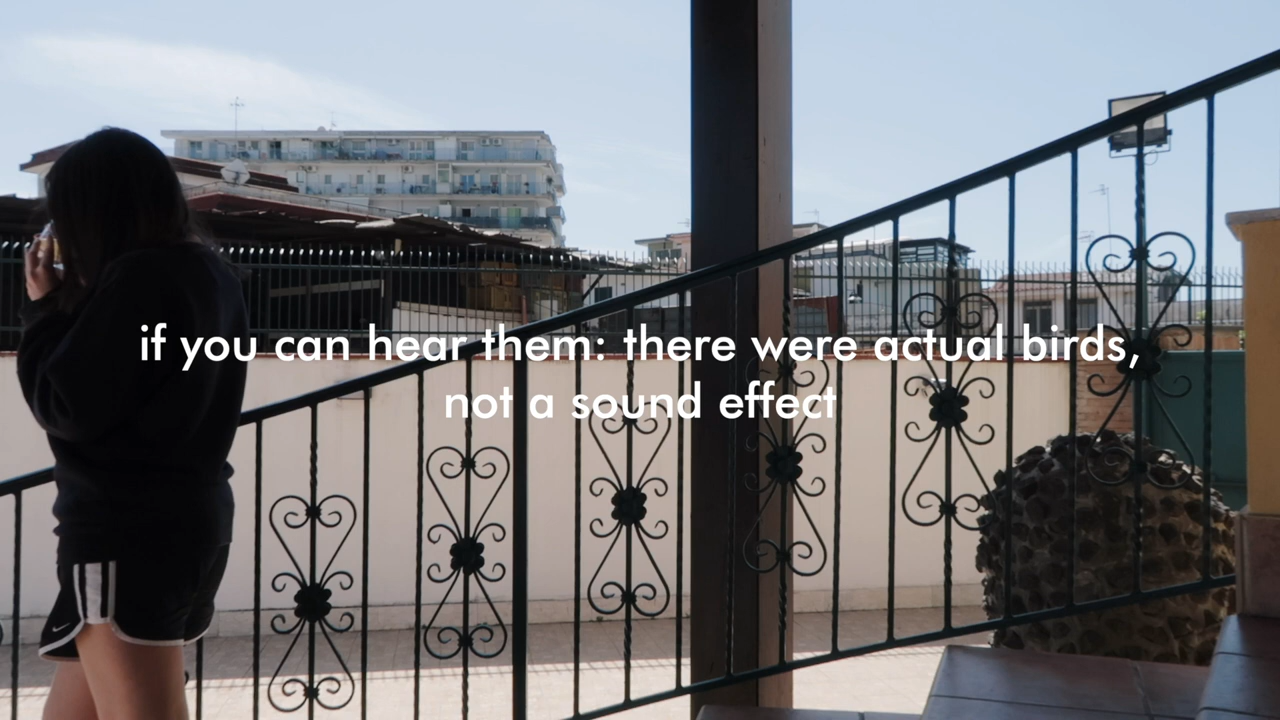 if you can hear them: there were actual birds,
not a sound effect